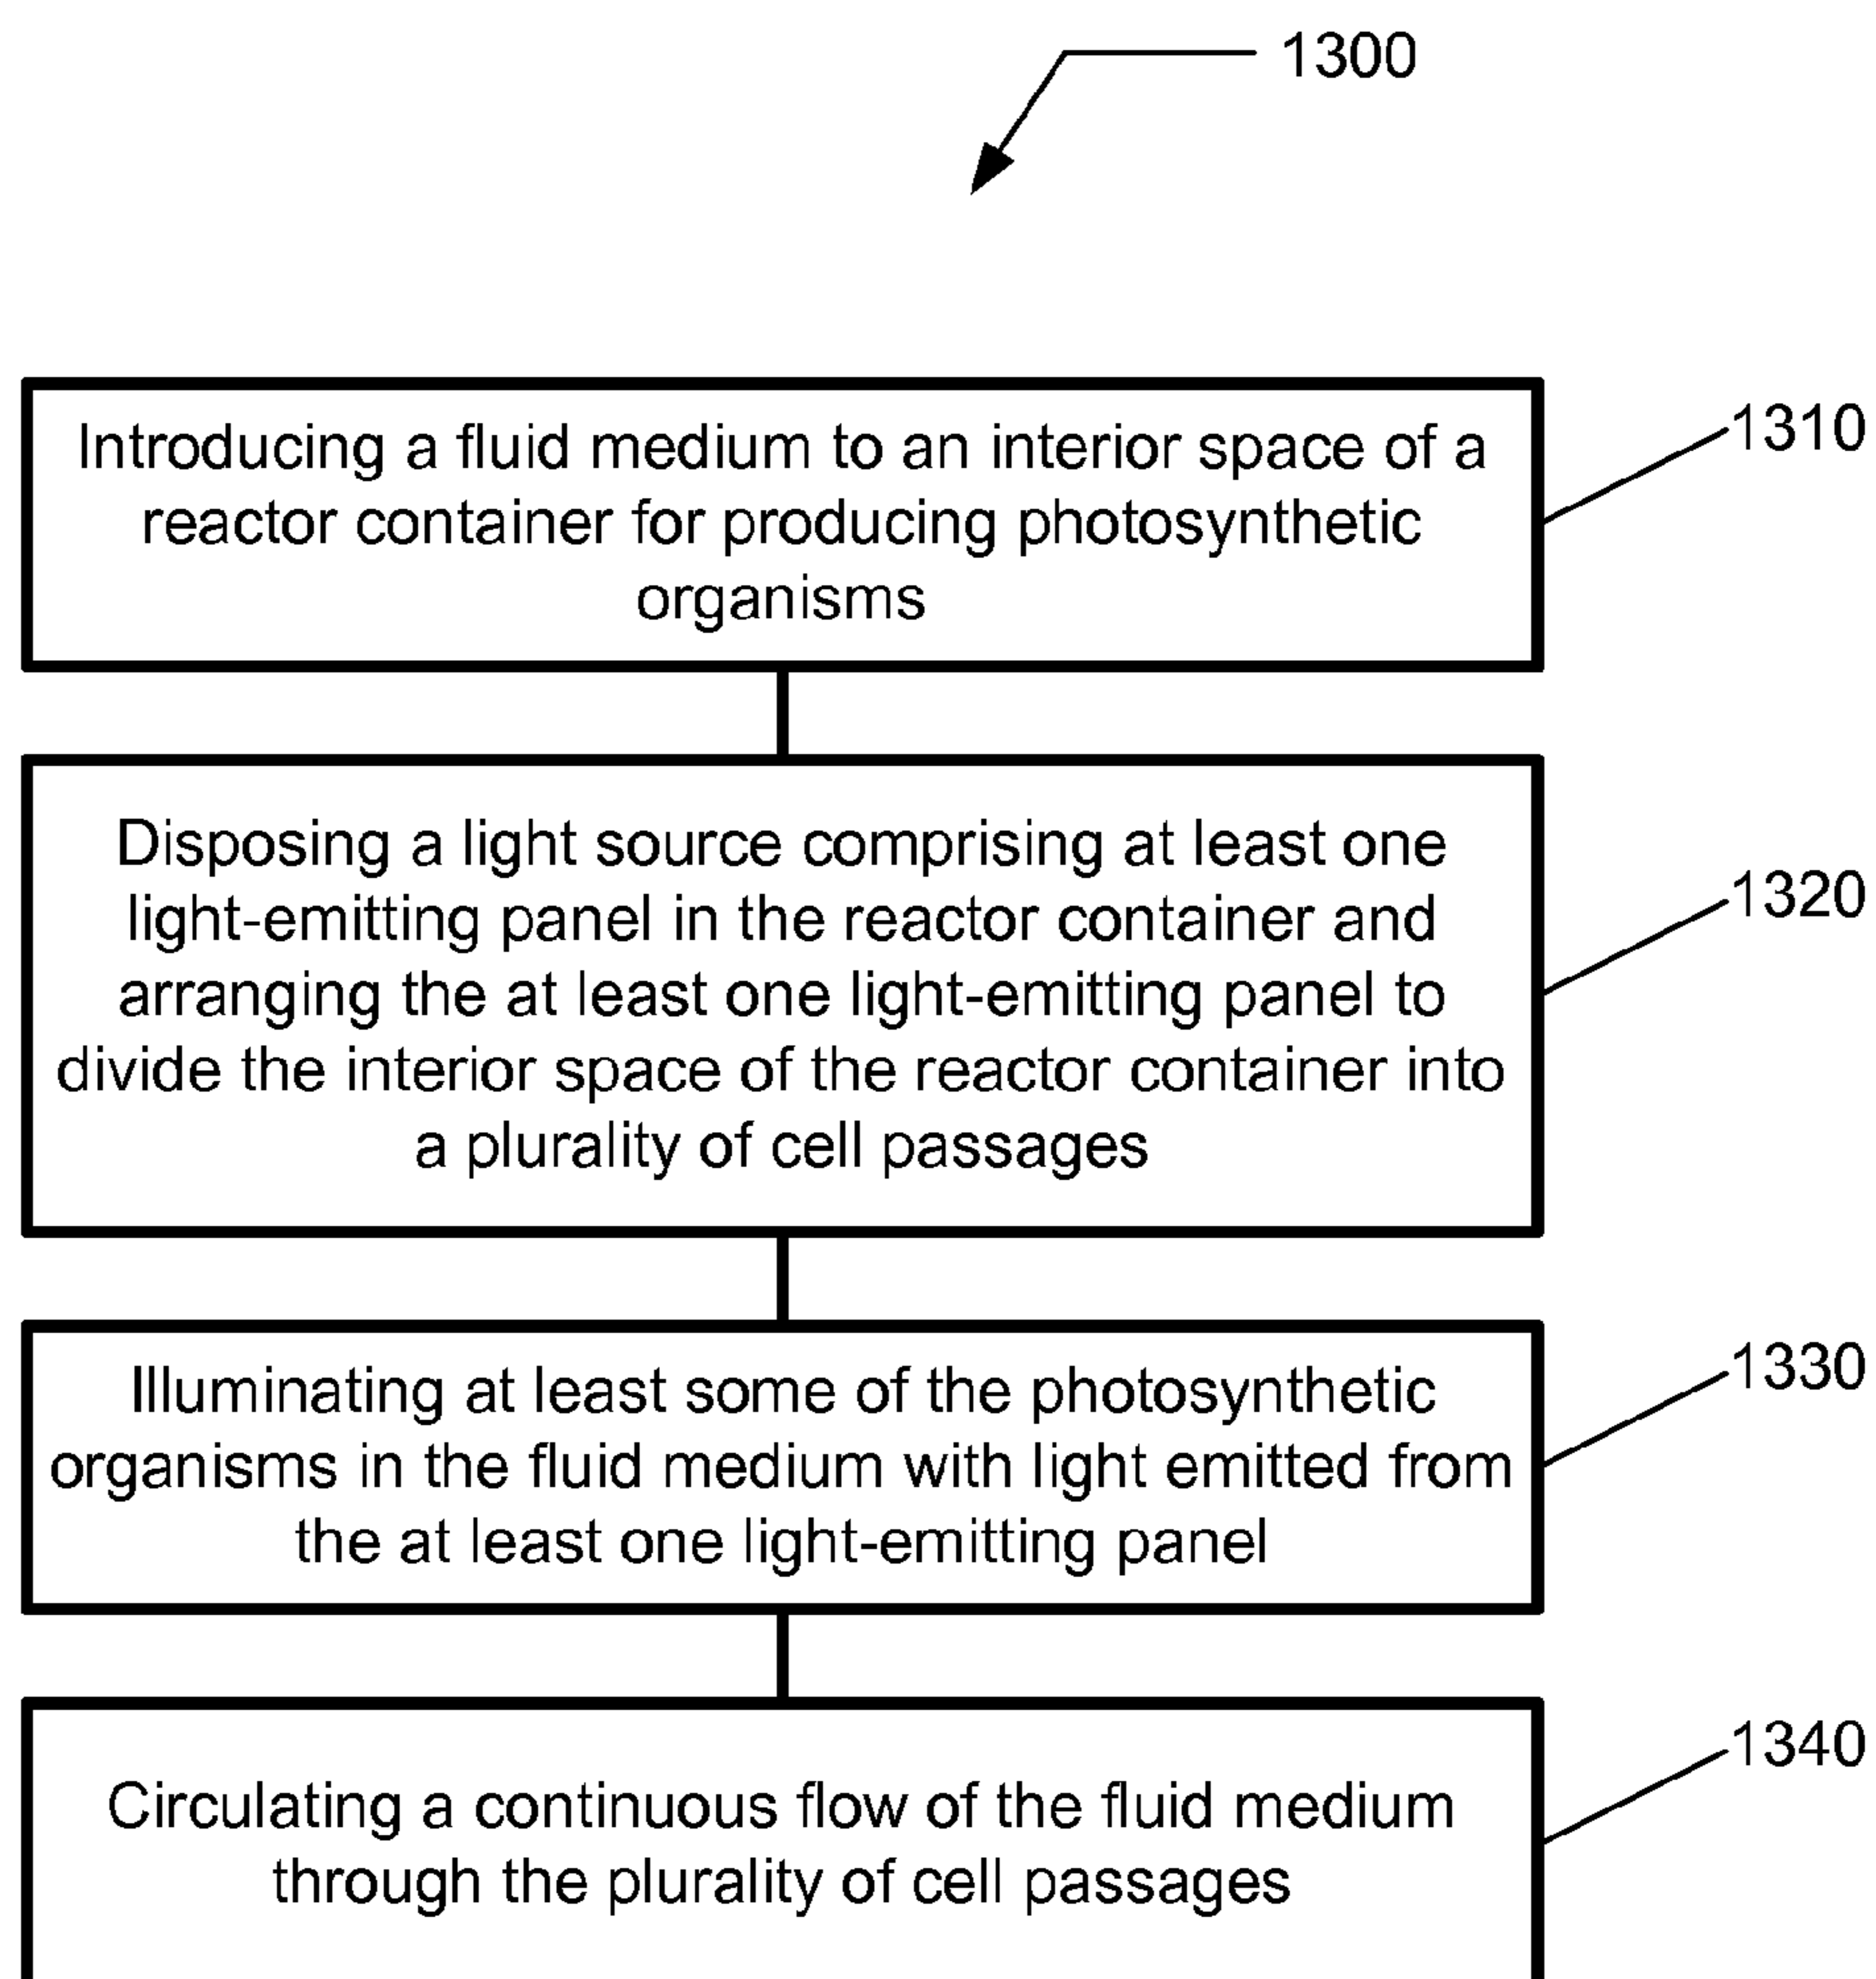 1300
Introducing a fluid medium to an interior space of a
reactor container for producing photosynthetic
organisms
1310
Disposing a light source comprising at least one
light-emitting panel in the reactor container and
arranging the at least one light-emitting panel to
divide the interior space of the reactor container into
a plurality of cell passages
1320
Illuminating at least some of the photosynthetic
organisms in the fluid medium with light emitted from
the at least one light-emitting panel
1330
Circulating a continuous flow of the fluid medium
through the plurality of cell passages
1340